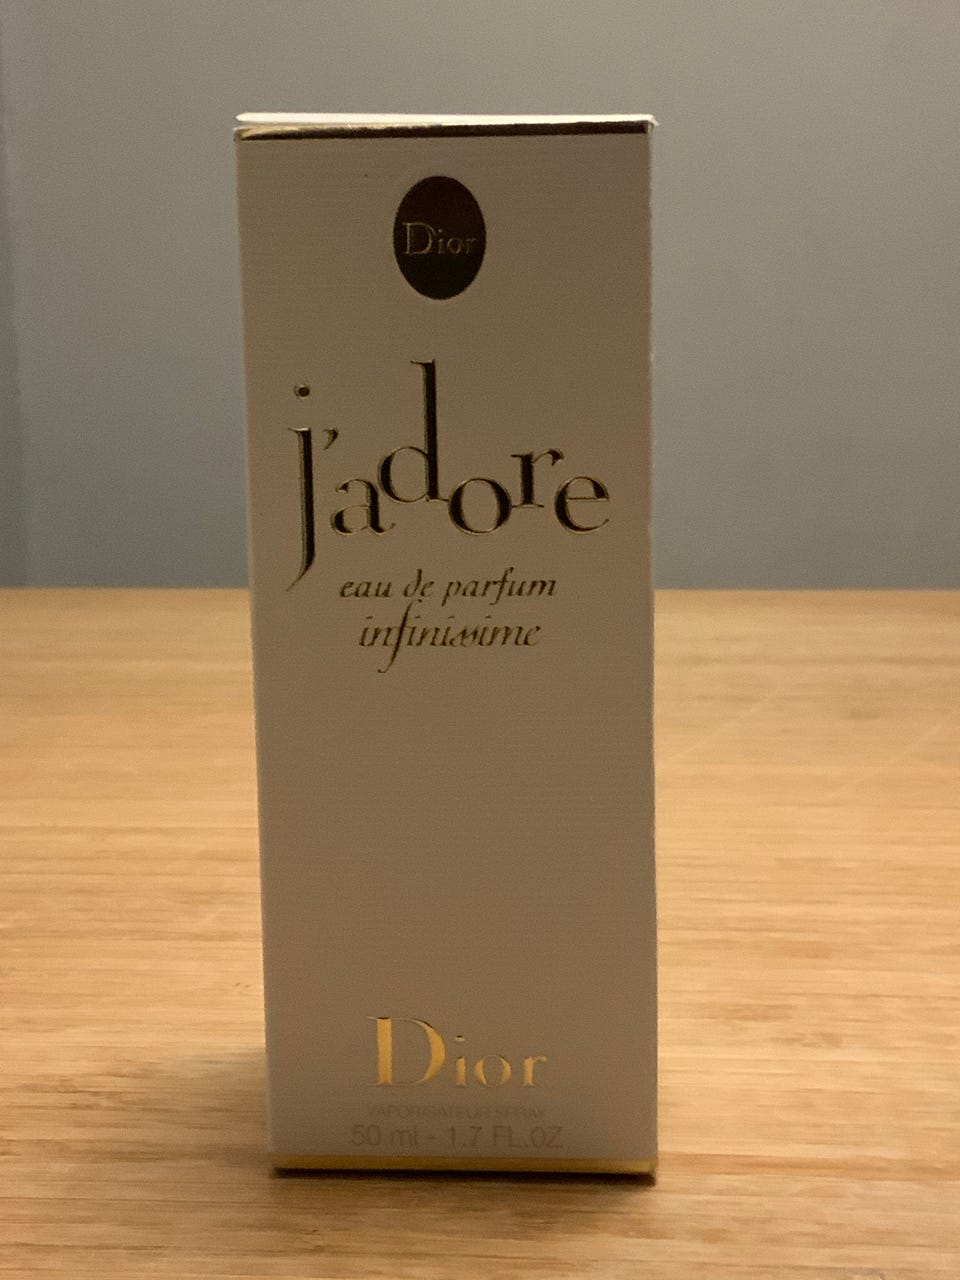 Dior
j'adore
eau de parfum
infinissime
Dior
VAPORISATEUR SPRAY
50 ml - 1.7 FL.OZ